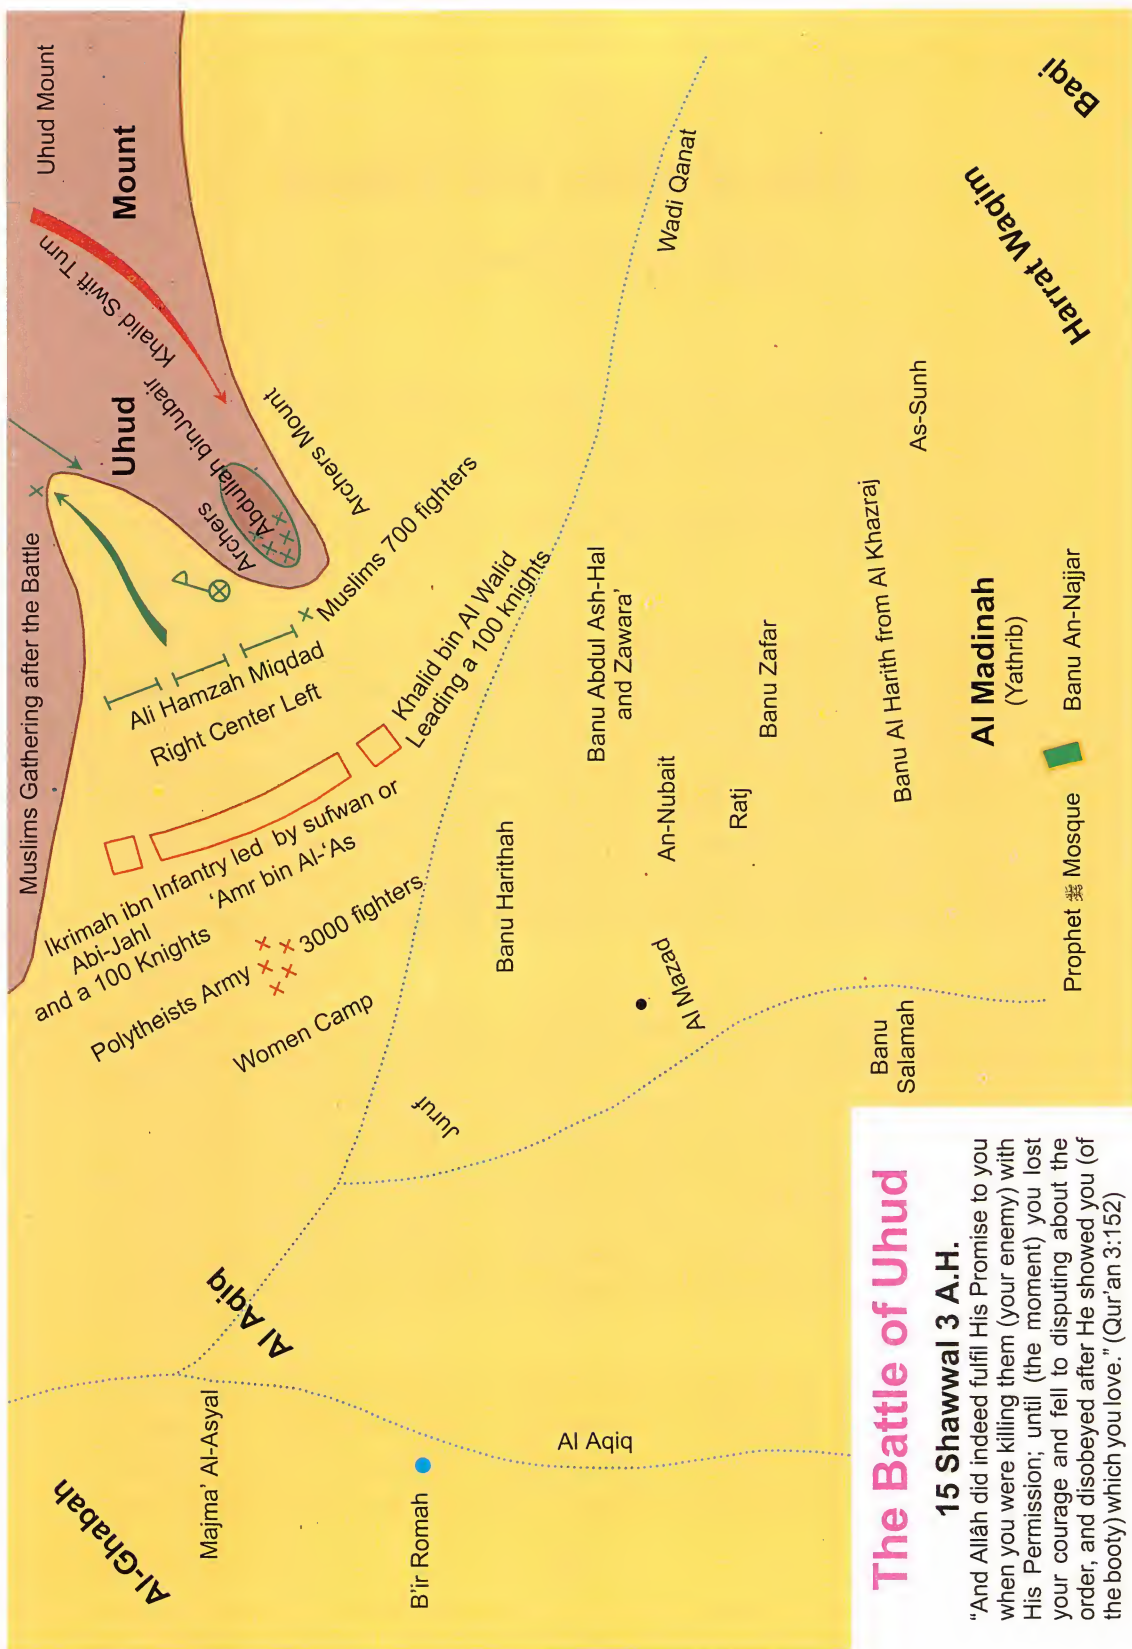 Al-Ghabah
Majma’ Al-Asyal
B’ir Romah
Al Aqiq
Al Aqiq
Juruf
Muslims Gathering after the Battle
Uhud Mount
Uhud
Mount
Khalid Swift Turn
Archers
Abdullah binJubair
Archers Mount
Muslims 700 fighters
Ali Hamzah Miqdad
Right Center Left
Khalid bin Al Walid
Leading a 100 knights
Ikrimah ibn
Abi-Jahl
and a 100 Knights
Infantry led by sufwan or
‘Amr bin Al-‘As
Polytheists Army
3000 fighters
Women Camp
Wadi Qanat
Banu Harithah
Banu Abdul Ash-Hal
and Zawara’
An-Nubait
Al Mazad
Ratj
Banu Zafar
Banu Al Harith from Al Khazraj
As-Sunh
Banu
Salamah
Al Madinah
(Yathrib)
Prophet ﷺ Mosque
Banu An-Najjar
Harrat Waqim
Baqi
The Battle of Uhud
15 Shawwal 3 A.H.
“And Allâh did indeed fulfil His Promise to you
when you were killing them (your enemy) with
His Permission; until (the moment) you lost
your courage and fell to disputing about the
order, and disobeyed after He showed you (of
the booty) which you love.” (Qur’an 3:152)